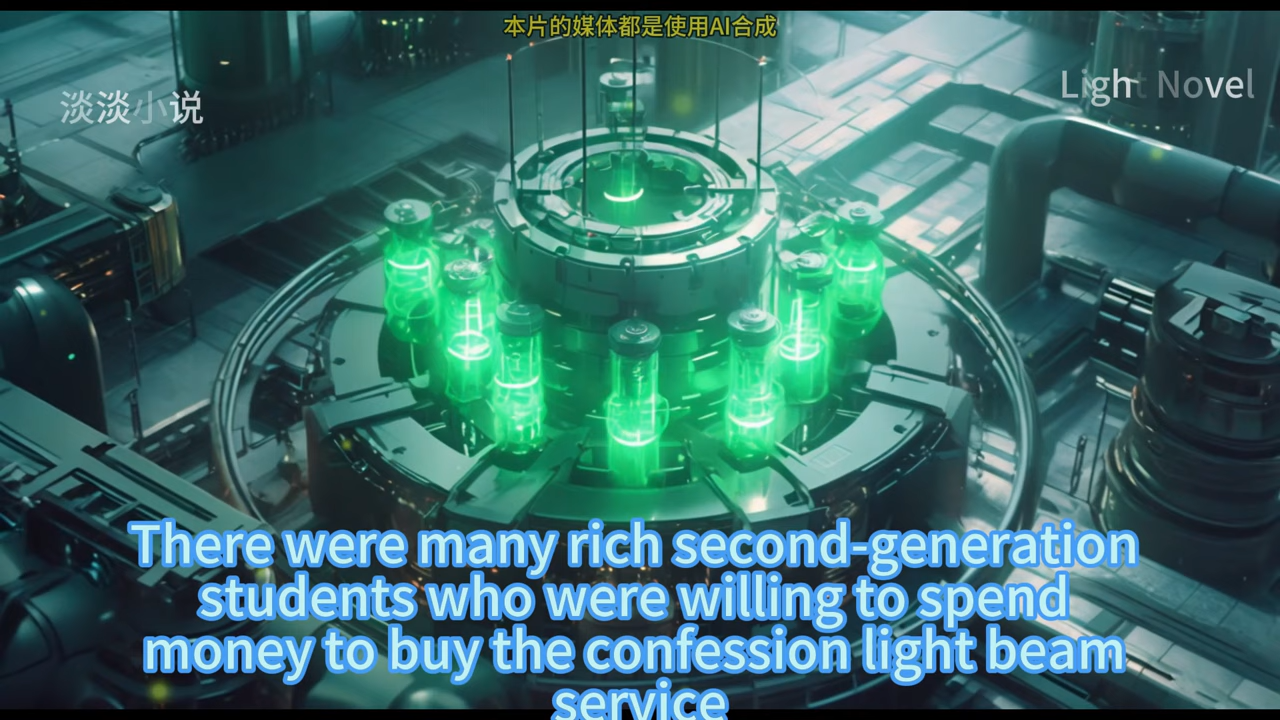 本片的媒体都是使用AI合成
淡淡小说
Light Novel
There were many rich second-generation
students who were willing to spend
money to buy the confession light beam
service